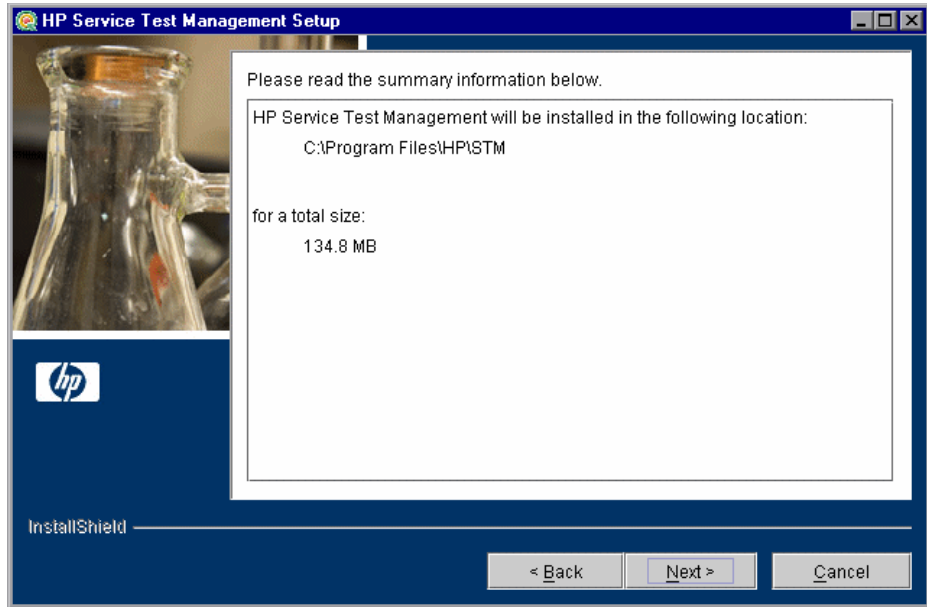 HP Service Test Management Setup
Please read the summary information below.
HP Service Test Management will be installed in the following location:
C:\Program Files\HP\STM
for a total size:
134.8 MB
hp
InstallShield
< Back
Next >
Cancel